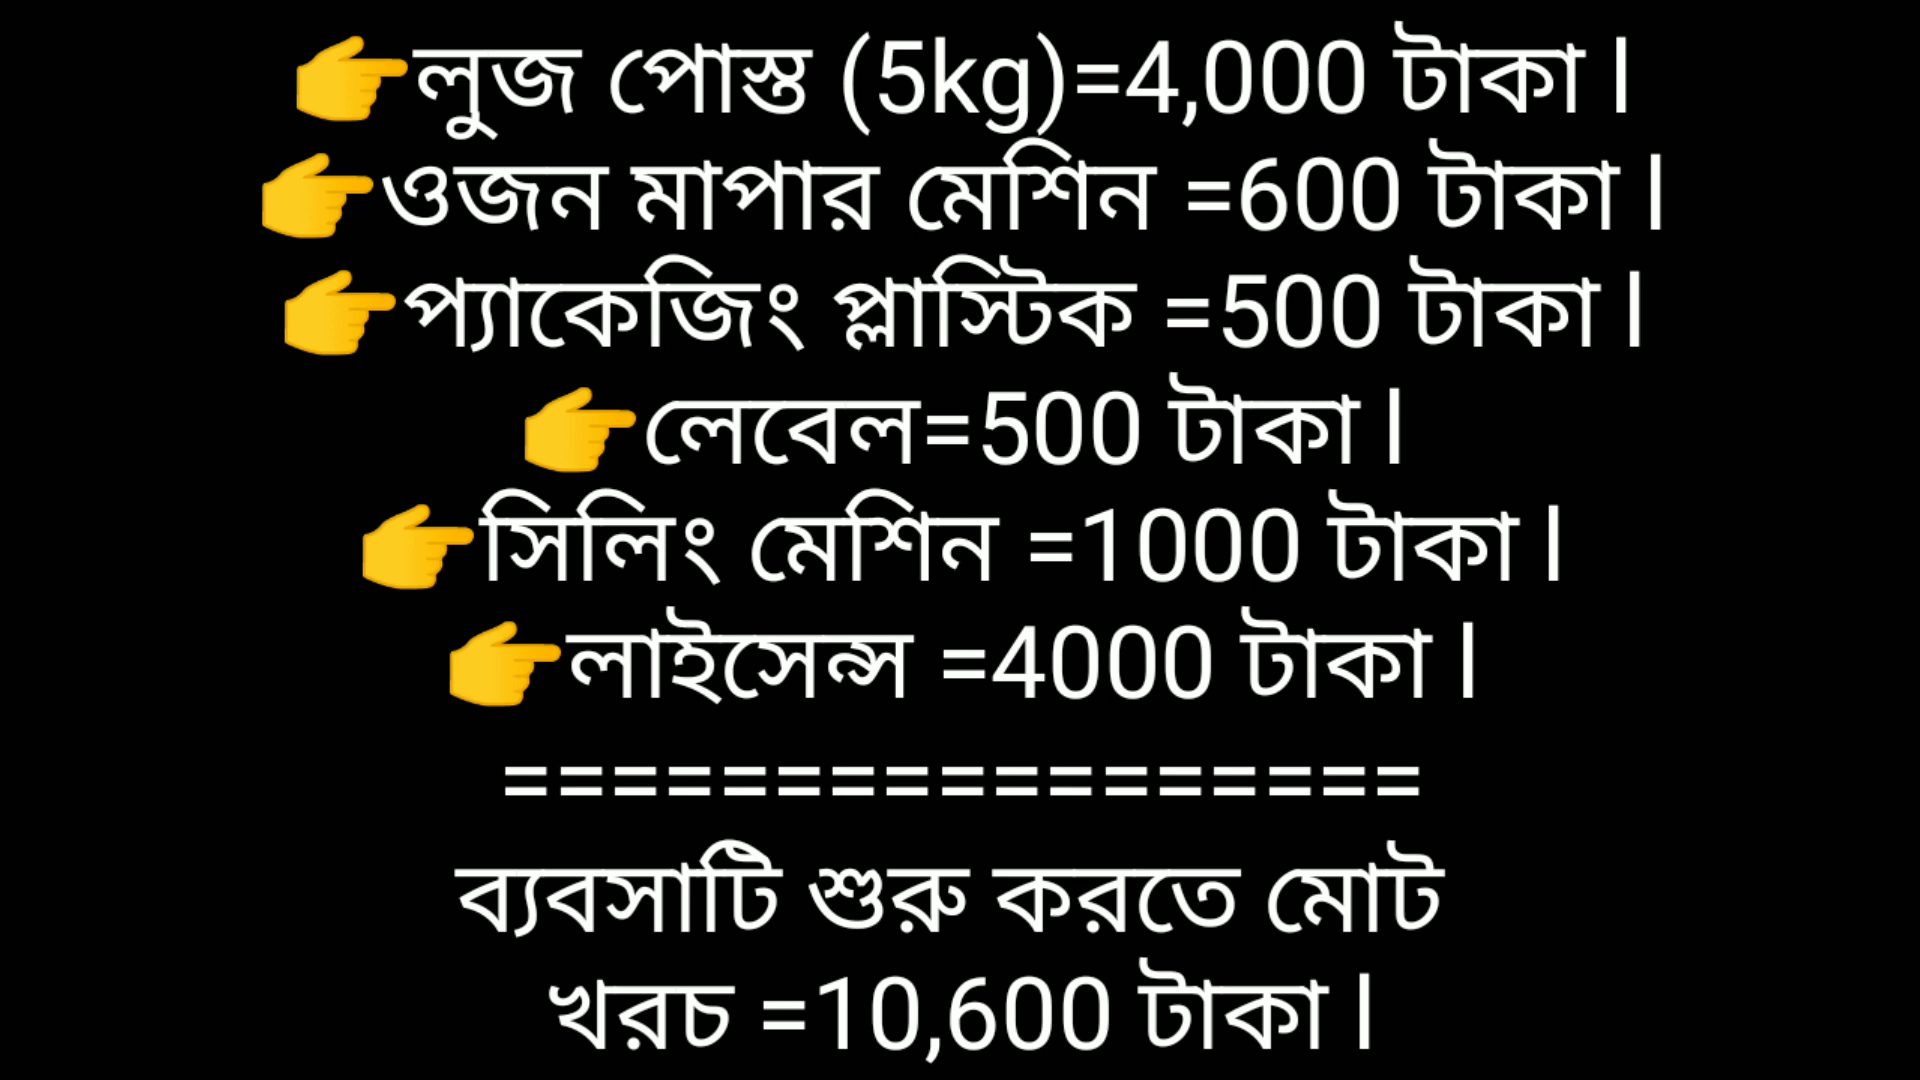 👉লুজ পোস্ত (5kg)=4,000 টাকা l
👉ওজন মাপার মেশিন =600 টাকা l
👉প্যাকেজিং প্লাস্টিক =500 টাকা l
👉লেবেল=500 টাকা l
👉সিলিং মেশিন =1000 টাকা l
👉লাইসেন্স =4000 টাকা l
=================
ব্যবসাটি শুরু করতে মোট
খরচ =10,600 টাকা l